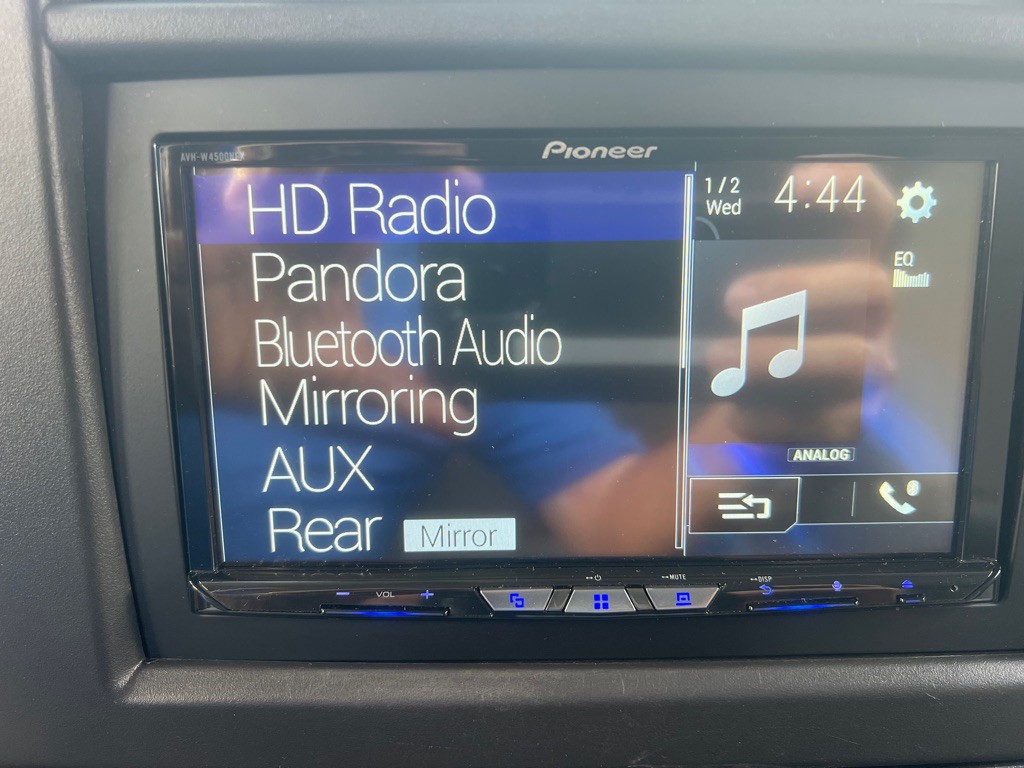 AVH-W4500NEX
Pioneer
HD Radio
Pandora
Bluetooth Audio
Mirroring
AUX
Rear
Mirror
1 / 2
Wed
4:44
EQ
ANALOG
VOL
MUTE
DISP